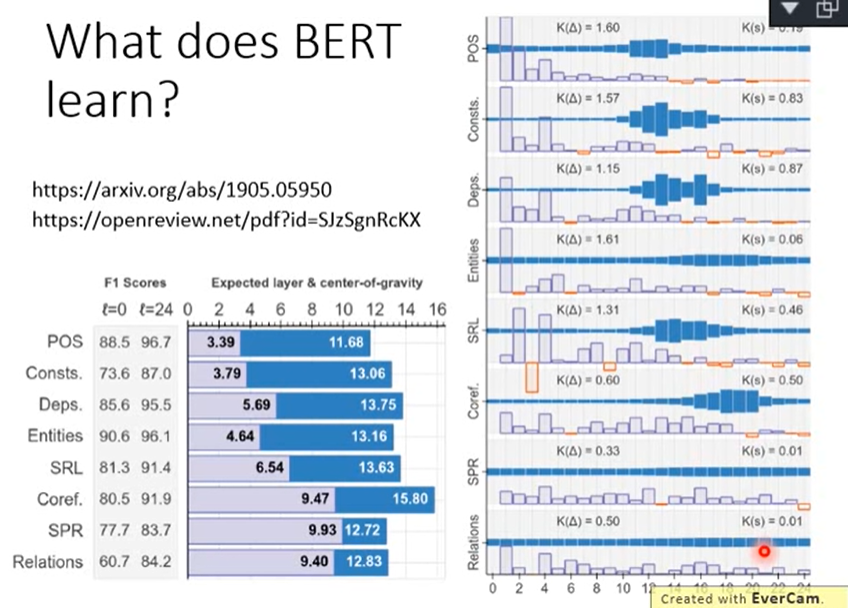 What does BERT
learn?
https://arxiv.org/abs/1905.05950
https://openreview.net/pdf?id=SJzSgnRcKX
F1 Scores Expected layer & center-of-gravity
ℓ=0 ℓ=24 0 2 4 6 8 10 12 14 16
POS 88.5 96.7 3.39 11.68
Consts. 73.6 87.0 3.79 13.06
Deps. 85.6 95.5 5.69 13.75
Entities 90.6 96.1 4.64 13.16
SRL 81.3 91.4 6.54 13.63
Coref. 80.5 91.9 9.47 15.80
SPR 77.7 83.7 9.93 12.72
Relations 60.7 84.2 9.40 12.83
POS K(Δ) = 1.60 K(s) = 0.19
Consts. K(Δ) = 1.57 K(s) = 0.83
Deps. K(Δ) = 1.15 K(s) = 0.87
Entities K(Δ) = 1.61 K(s) = 0.06
SRL K(Δ) = 1.31 K(s) = 0.46
Coref. K(Δ) = 0.60 K(s) = 0.50
SPR K(Δ) = 0.33 K(s) = 0.01
Relations K(Δ) = 0.50 K(s) = 0.01
0 2 4 6 8 10 12 14 16 18 20 22 24
Created with EverCam.